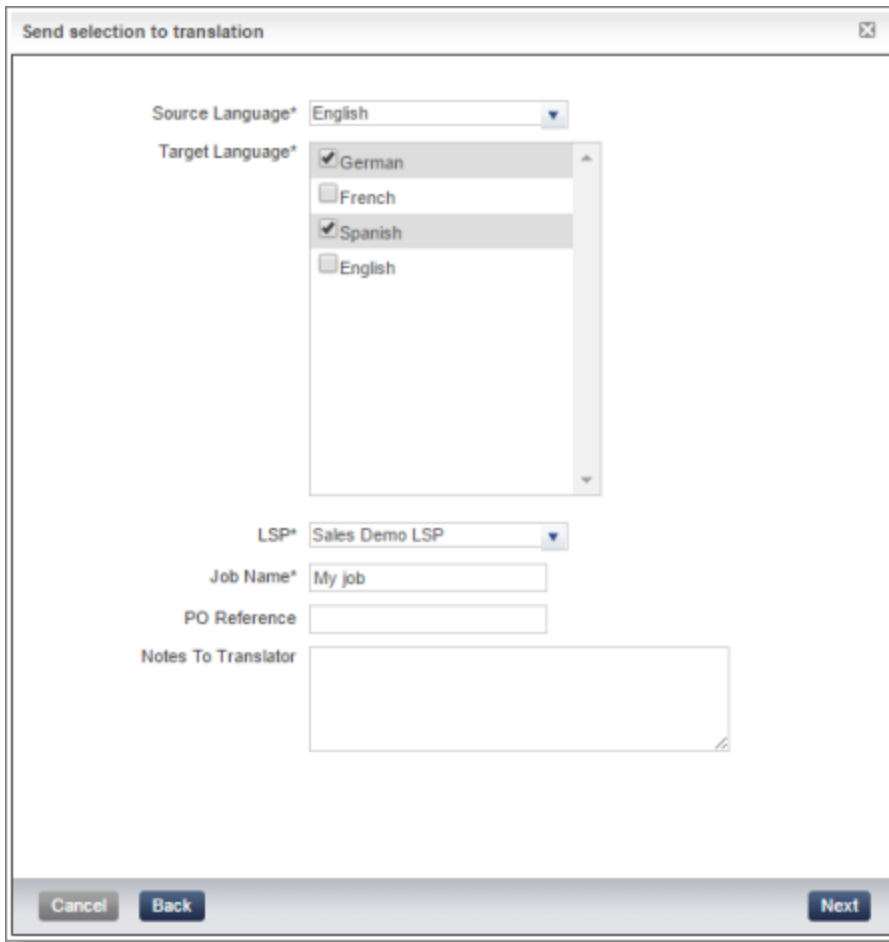 Send selection to translation
Source Language* English
Target Language* German
French
Spanish
English
LSP* Sales Demo LSP
Job Name* My job
PO Reference
Notes To Translator
Cancel Back Next